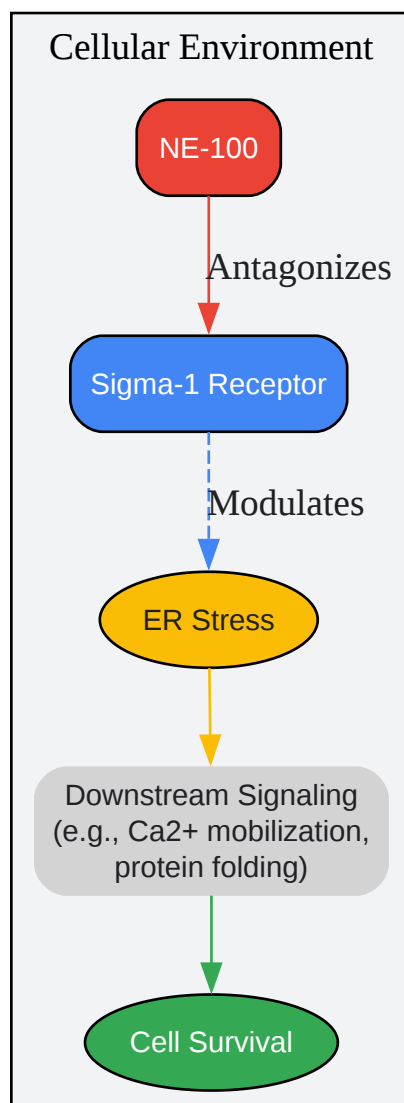 Cellular Environment
NE-100
Antagonizes
Sigma-1 Receptor
Modulates
ER Stress
Downstream Signaling
(e.g., Ca2+ mobilization,
protein folding)
Cell Survival